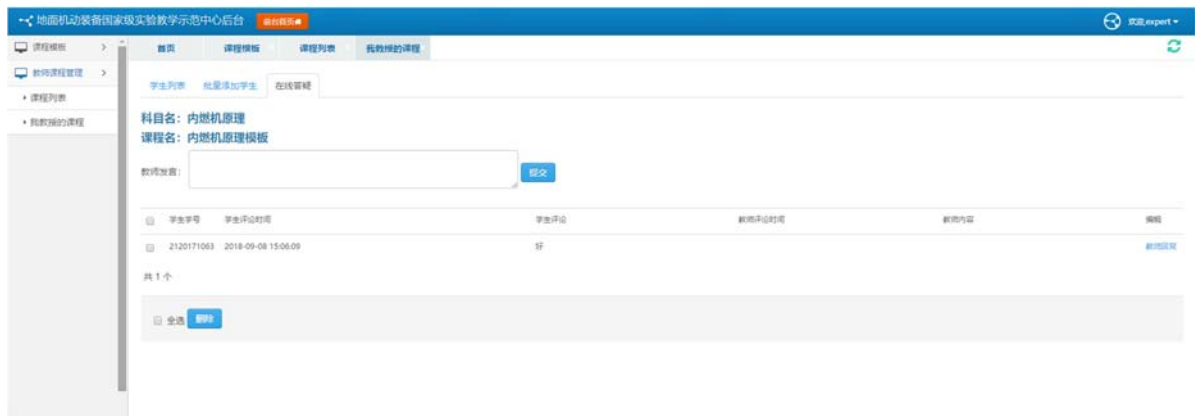 地面机动装备国家级实验教学示范中心后台 前台首页 欢迎,expert
课程模板 首页 课程模板 课程列表 我教授的课程
教师课程管理
学生列表 批量添加学生 在线答疑
课程列表
我教授的课程
科目名：内燃机原理
课程名：内燃机原理模板
教师发言： 提交
学生学号 学生评论时间 学生评论 教师评论时间 教师内容 编辑
2120171063 2018-09-08 15:06:09 好 教师回复
共 1 个
全选 删除